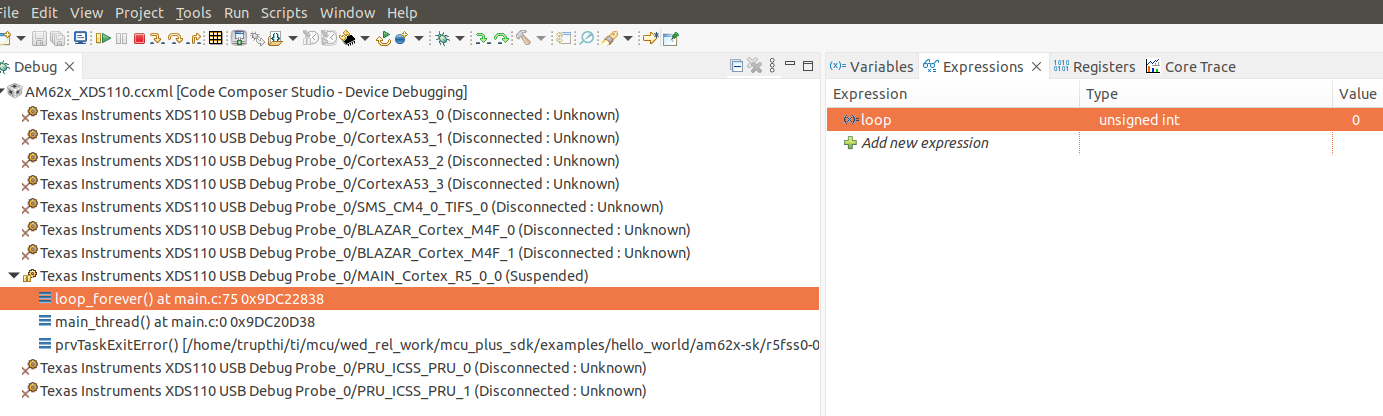 File Edit View Project Tools Run Scripts Window Help
Debug
AM62x_XDS110.ccxml [Code Composer Studio - Device Debugging]
Texas Instruments XDS110 USB Debug Probe_0/CortexA53_0 (Disconnected : Unknown)
Texas Instruments XDS110 USB Debug Probe_0/CortexA53_1 (Disconnected : Unknown)
Texas Instruments XDS110 USB Debug Probe_0/CortexA53_2 (Disconnected : Unknown)
Texas Instruments XDS110 USB Debug Probe_0/CortexA53_3 (Disconnected : Unknown)
Texas Instruments XDS110 USB Debug Probe_0/SMS_CM4_0_TIFS_0 (Disconnected : Unknown)
Texas Instruments XDS110 USB Debug Probe_0/BLAZAR_Cortex_M4F_0 (Disconnected : Unknown)
Texas Instruments XDS110 USB Debug Probe_0/BLAZAR_Cortex_M4F_1 (Disconnected : Unknown)
Texas Instruments XDS110 USB Debug Probe_0/MAIN_Cortex_R5_0_0 (Suspended)
loop_forever() at main.c:75 0x9DC22838
main_thread() at main.c:0 0x9DC20D38
prvTaskExitError() [/home/trupthi/ti/mcu/wed_rel_work/mcu_plus_sdk/examples/hello_world/am62x-sk/r5fss0-0
Texas Instruments XDS110 USB Debug Probe_0/PRU_ICSS_PRU_0 (Disconnected : Unknown)
Texas Instruments XDS110 USB Debug Probe_0/PRU_ICSS_PRU_1 (Disconnected : Unknown)
(x)= Variables Expressions 1010 0101 Registers Core Trace
Expression Type Value
(x)= loop unsigned int 0
Add new expression